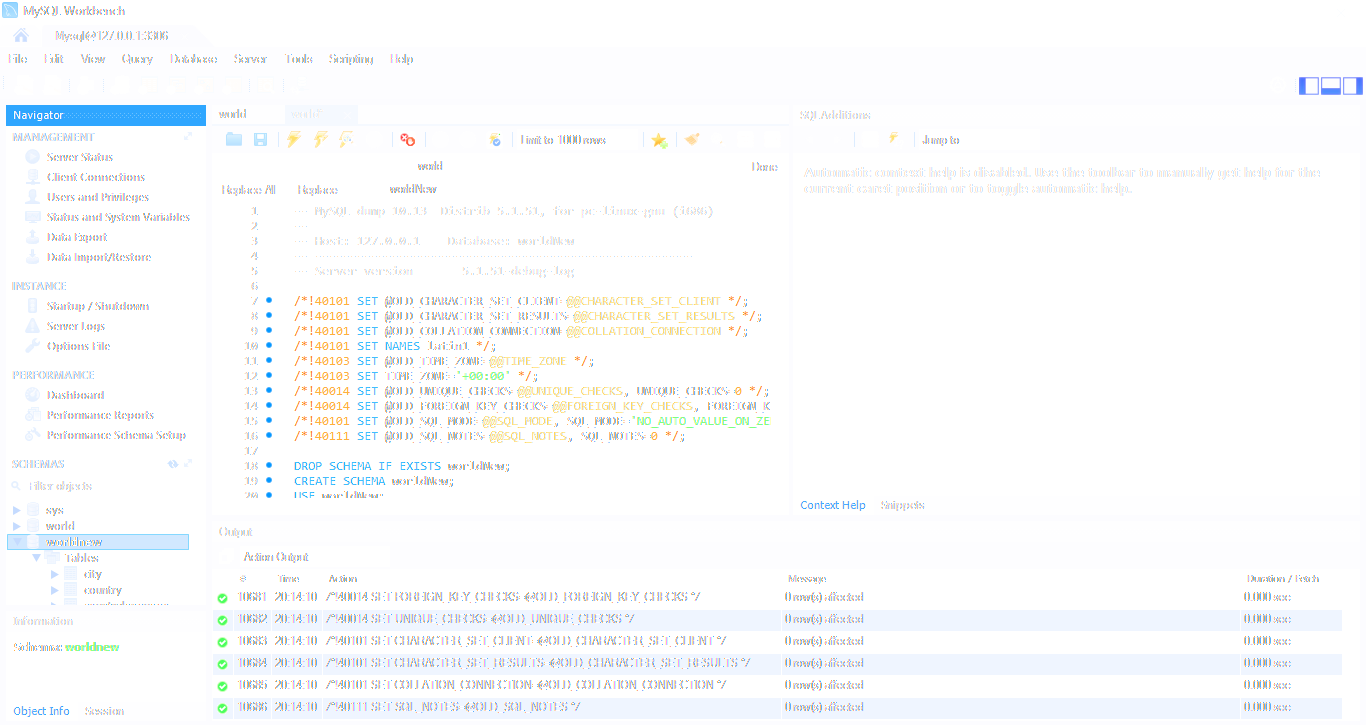 MySQL Workbench
Mysql@127.0.0.1:3306
File Edit View Query Database Server Tools Scripting Help
Navigator
MANAGEMENT
Server Status
Client Connections
Users and Privileges
Status and System Variables
Data Export
Data Import/Restore
INSTANCE
Startup / Shutdown
Server Logs
Options File
PERFORMANCE
Dashboard
Performance Reports
Performance Schema Setup
SCHEMAS
Filter objects
sys
world
worldnew
Tables
city
country
Information
Schema: worldnew
Object Info Session
world world*
Limit to 1000 rows
world Done
Replace All Replace worldNew
1 -- MySQL dump 10.13 Distrib 5.1.51, for pc-linux-gnu (i686)
2 --
3 -- Host: 127.0.0.1 Database: worldNew
4 -- ------------------------------------------------------
5 -- Server version 5.1.51-debug-log
6
7 /*!40101 SET @OLD_CHARACTER_SET_CLIENT=@@CHARACTER_SET_CLIENT */;
8 /*!40101 SET @OLD_CHARACTER_SET_RESULTS=@@CHARACTER_SET_RESULTS */;
9 /*!40101 SET @OLD_COLLATION_CONNECTION=@@COLLATION_CONNECTION */;
10 /*!40101 SET NAMES latin1 */;
11 /*!40103 SET @OLD_TIME_ZONE=@@TIME_ZONE */;
12 /*!40103 SET TIME_ZONE='+00:00' */;
13 /*!40014 SET @OLD_UNIQUE_CHECKS=@@UNIQUE_CHECKS, UNIQUE_CHECKS=0 */;
14 /*!40014 SET @OLD_FOREIGN_KEY_CHECKS=@@FOREIGN_KEY_CHECKS, FOREIGN_K
15 /*!40101 SET @OLD_SQL_MODE=@@SQL_MODE, SQL_MODE='NO_AUTO_VALUE_ON_ZE
16 /*!40111 SET @OLD_SQL_NOTES=@@SQL_NOTES, SQL_NOTES=0 */;
17
18 DROP SCHEMA IF EXISTS worldNew;
19 CREATE SCHEMA worldNew;
20 USE worldNew;
SQL Additions
Jump to
Automatic context help is disabled. Use the toolbar to manually get help for the
current caret position or to toggle automatic help.
Context Help Snippets
Output
Action Output
# Time Action Message Duration / Fetch
10681 20:14:10 /*!40014 SET FOREIGN_KEY_CHECKS=@OLD_FOREIGN_KEY_CHECKS */ 0 row(s) affected 0.000 sec
10682 20:14:10 /*!40014 SET UNIQUE_CHECKS=@OLD_UNIQUE_CHECKS */ 0 row(s) affected 0.000 sec
10683 20:14:10 /*!40101 SET CHARACTER_SET_CLIENT=@OLD_CHARACTER_SET_CLIENT */ 0 row(s) affected 0.000 sec
10684 20:14:10 /*!40101 SET CHARACTER_SET_RESULTS=@OLD_CHARACTER_SET_RESULTS */ 0 row(s) affected 0.000 sec
10685 20:14:10 /*!40101 SET COLLATION_CONNECTION=@OLD_COLLATION_CONNECTION */ 0 row(s) affected 0.000 sec
10686 20:14:10 /*!40111 SET SQL_NOTES=@OLD_SQL_NOTES */ 0 row(s) affected 0.000 sec